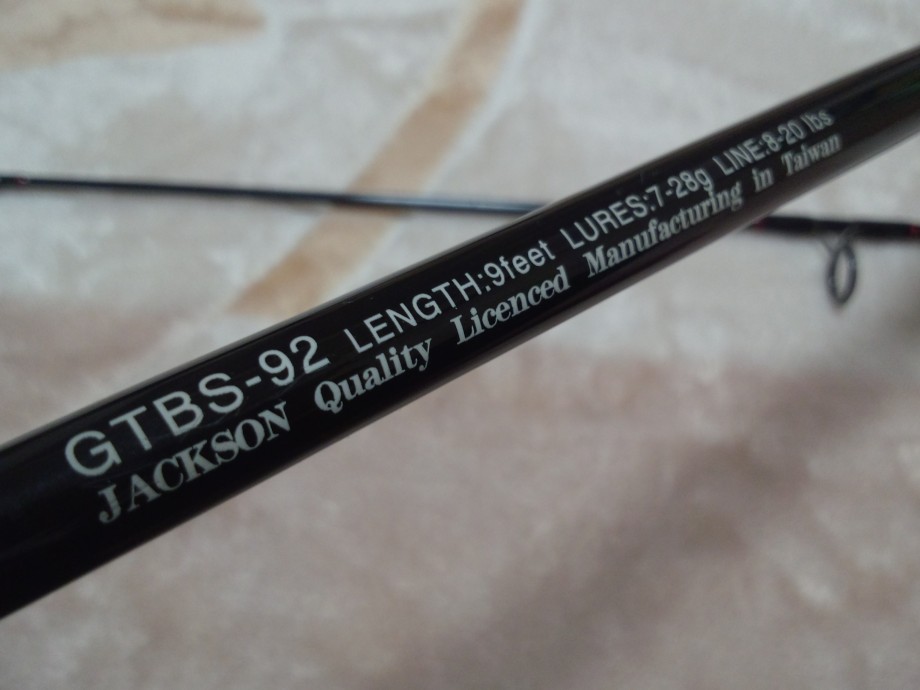 GTBS-92 LENGTH:9feet LURES:7-28g LINE:8-20 lbs
JACKSON Quality Licenced Manufacturing in Taiwan